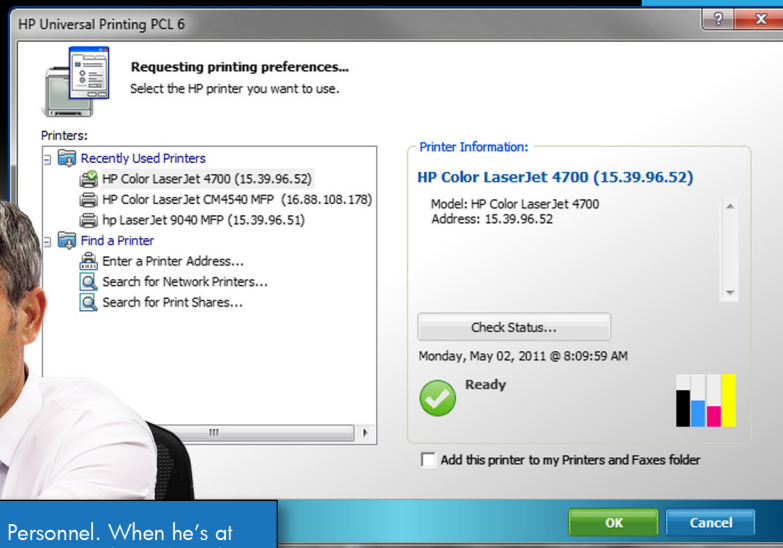 HP Universal Printing PCL 6
Requesting printing preferences...
Select the HP printer you want to use.
Printers:
Recently Used Printers
HP Color LaserJet 4700 (15.39.96.52)
HP Color LaserJet CM4540 MFP (16.88.108.178)
hp LaserJet 9040 MFP (15.39.96.51)
Find a Printer
Enter a Printer Address...
Search for Network Printers...
Search for Print Shares...
Printer Information:
HP Color LaserJet 4700 (15.39.96.52)
Model: HP Color LaserJet 4700
Address: 15.39.96.52
Check Status...
Monday, May 02, 2011 @ 8:09:59 AM
Ready
Add this printer to my Printers and Faxes folder
OK
Cancel
Personnel. When he's at